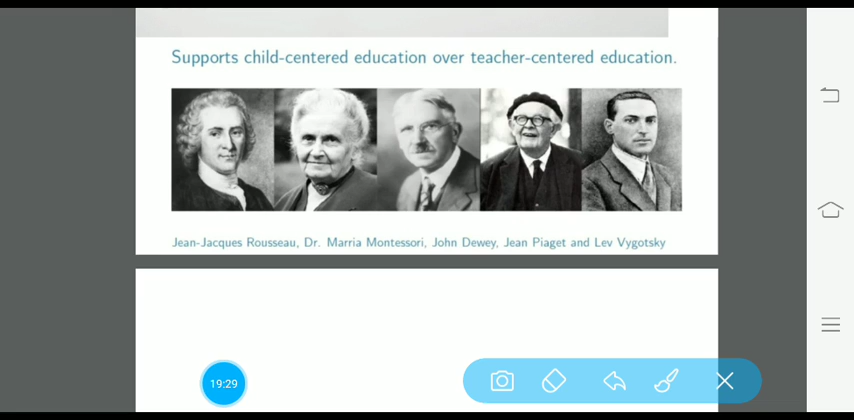 Supports child-centered education over teacher-centered education.
Jean-Jacques Rousseau, Dr. Marria Montessori, John Dewey, Jean Piaget and Lev Vygotsky
19:29